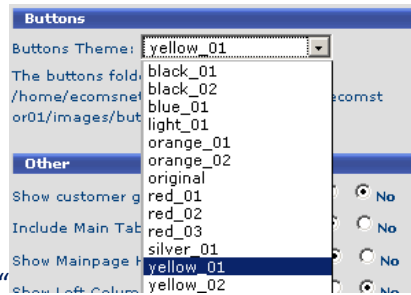 Buttons
Buttons Theme: yellow_01
black_01
The buttons fold
black_02
/home/ecomsnet
ecomst
blue_01
or01/images/but
light_01
orange_01
orange_02
Other
original
Show customer g
red_01
No
red_02
Include Main Tab
red_03
No
silver_01
Show Mainpage H
yellow_01
No
“
Show Left Colum
yellow_02
No